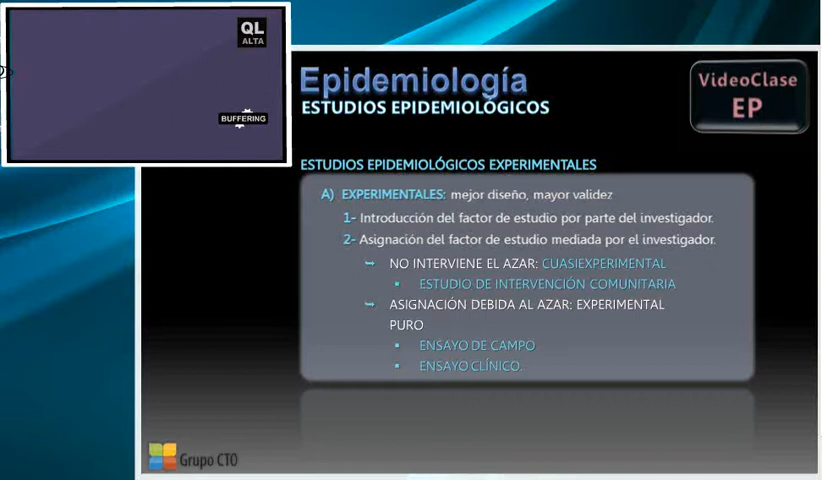 QL
ALTA
BUFFERING
Epidemiología
ESTUDIOS EPIDEMIOLÓGICOS
VideoClase
EP
ESTUDIOS EPIDEMIOLÓGICOS EXPERIMENTALES
A) EXPERIMENTALES: mejor diseño, mayor validez
1- Introducción del factor de estudio por parte del investigador.
2- Asignación del factor de estudio mediada por el investigador.
NO INTERVIENE EL AZAR: CUASIEXPERIMENTAL
ESTUDIO DE INTERVENCIÓN COMUNITARIA
ASIGNACIÓN DEBIDA AL AZAR: EXPERIMENTAL
PURO
ENSAYO DE CAMPO
ENSAYO CLÍNICO.
Grupo CTO